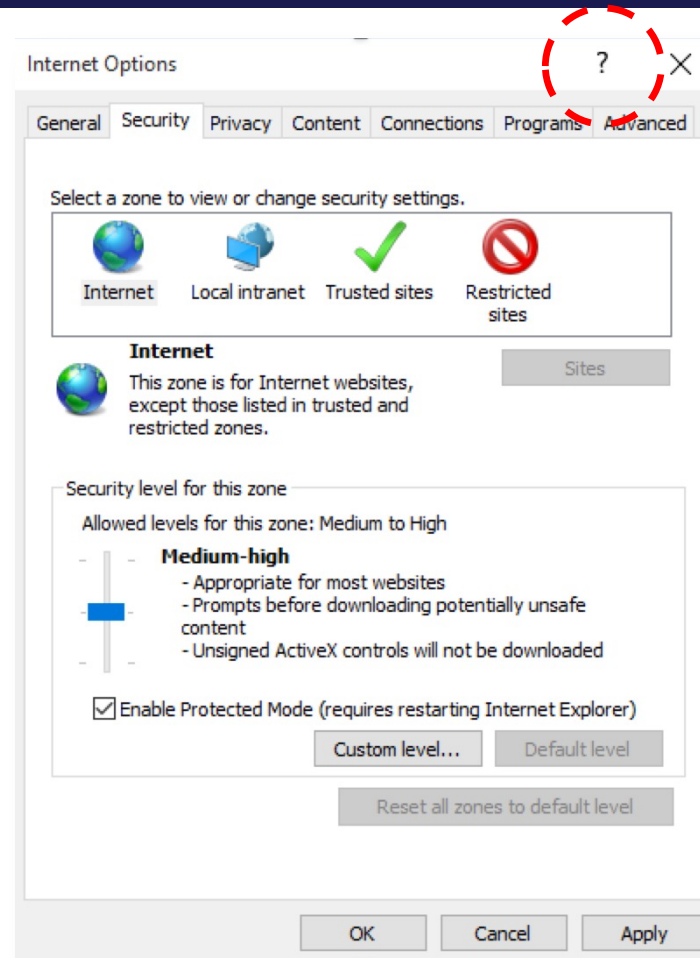 Internet Options ?
General Security Privacy Content Connections Programs Advanced
Select a zone to view or change security settings.
Internet Local intranet Trusted sites Restricted
sites
Internet
Sites
This zone is for Internet websites,
except those listed in trusted and
restricted zones.
Security level for this zone
Allowed levels for this zone: Medium to High
Medium-high
- Appropriate for most websites
- Prompts before downloading potentially unsafe
content
- Unsigned ActiveX controls will not be downloaded
Enable Protected Mode (requires restarting Internet Explorer)
Custom level... Default level
Reset all zones to default level
OK Cancel Apply